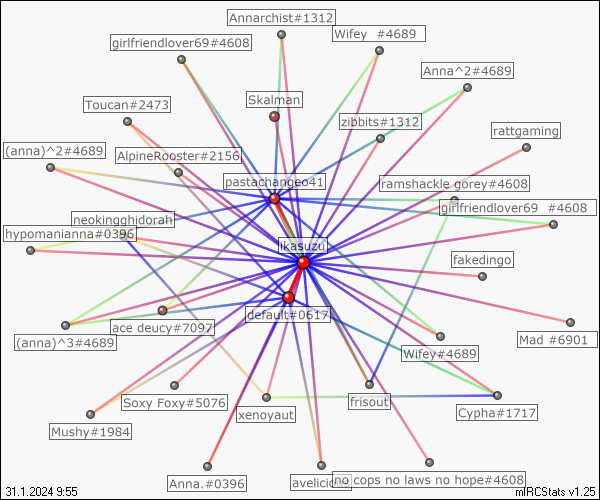 Annarchist#1312
Wifey  #4689
girlfriendlover69#4608
Anna^2#4689
Skalman
Toucan#2473
zibbits#1312
rattgaming
(anna)^2#4689
AlpineRooster#2156
pastachangeo41
ramshackle gorey#4608
girlfriendlover69  #4608
neokingghidorah
hypomanianna#0396
likasuzu
fakedingo
default#0617
ace deucy#7097
(anna)^3#4689
Mad #6901
Wifey#4689
Soxy Foxy#5076
frisout
xenoyaut
Cypha#1717
Mushy#1984
Anna.#0396
avelicious
no cops no laws no hope#4608
31.1.2024 9:55
mIRCStats v1.25